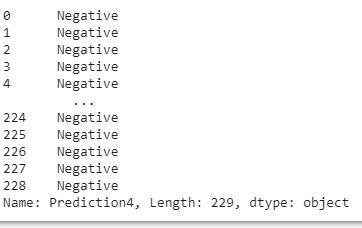 0 Negative
1 Negative
2 Negative
3 Negative
4 Negative
...
224 Negative
225 Negative
226 Negative
227 Negative
228 Negative
Name: Prediction4, Length: 229, dtype: object